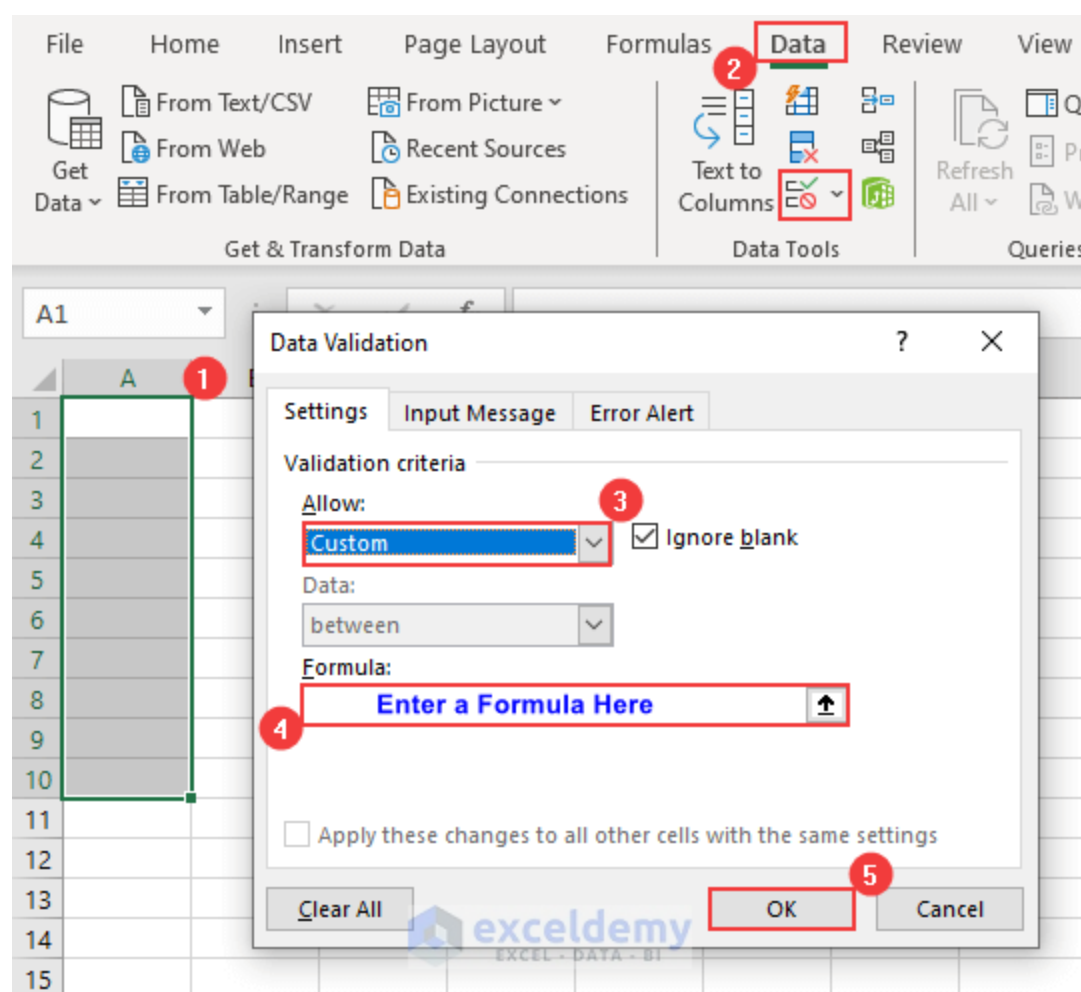 File Home Insert Page Layout Formulas Data Review View
2
From Text/CSV From Picture
From Web Recent Sources
Get Data
From Table/Range Existing Connections
Text to Columns
Refresh All
Get & Transform Data Data Tools Queries
A1
Data Validation ?
A 1
Settings Input Message Error Alert
1
Validation criteria
2
Allow: 3
3
Custom Ignore blank
4
Data:
5
between
6
Formula:
7
Enter a Formula Here
8
4
9
10
11
Apply these changes to all other cells with the same settings
12
5
13
Clear All OK Cancel
14
exceldemy
EXCEL - DATA - BI
15